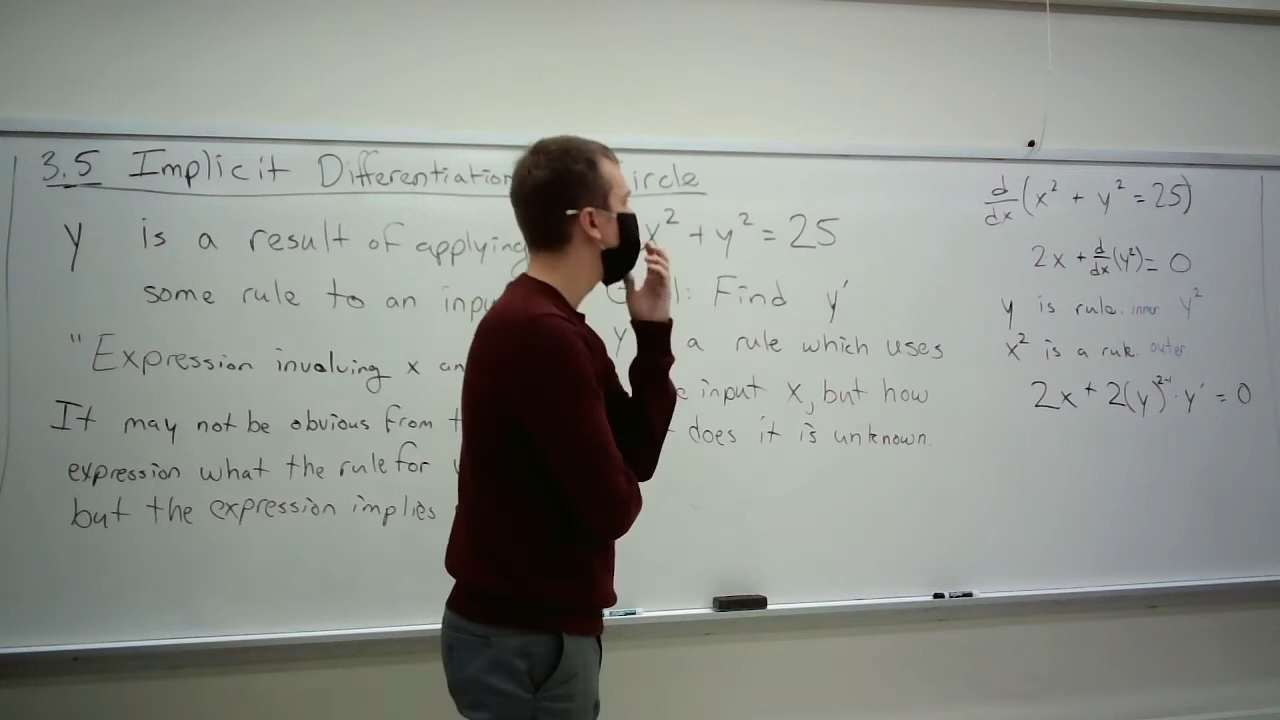 3.5 Implicit Differentiation
y is a result of applying
some rule to an inpu
"Expression involving x an
It may not be obvious from t
expression what the rule for
but the expression implies
ircle
x² + y² = 25
Find y'
y a rule which uses
input x, but how
does it is unknown.
d/dx (x² + y² = 25)
2x + d/dx (y²) = 0
y is rule. inner y²
x² is a rule. outer
2x + 2(y)²⁻¹ · y' = 0